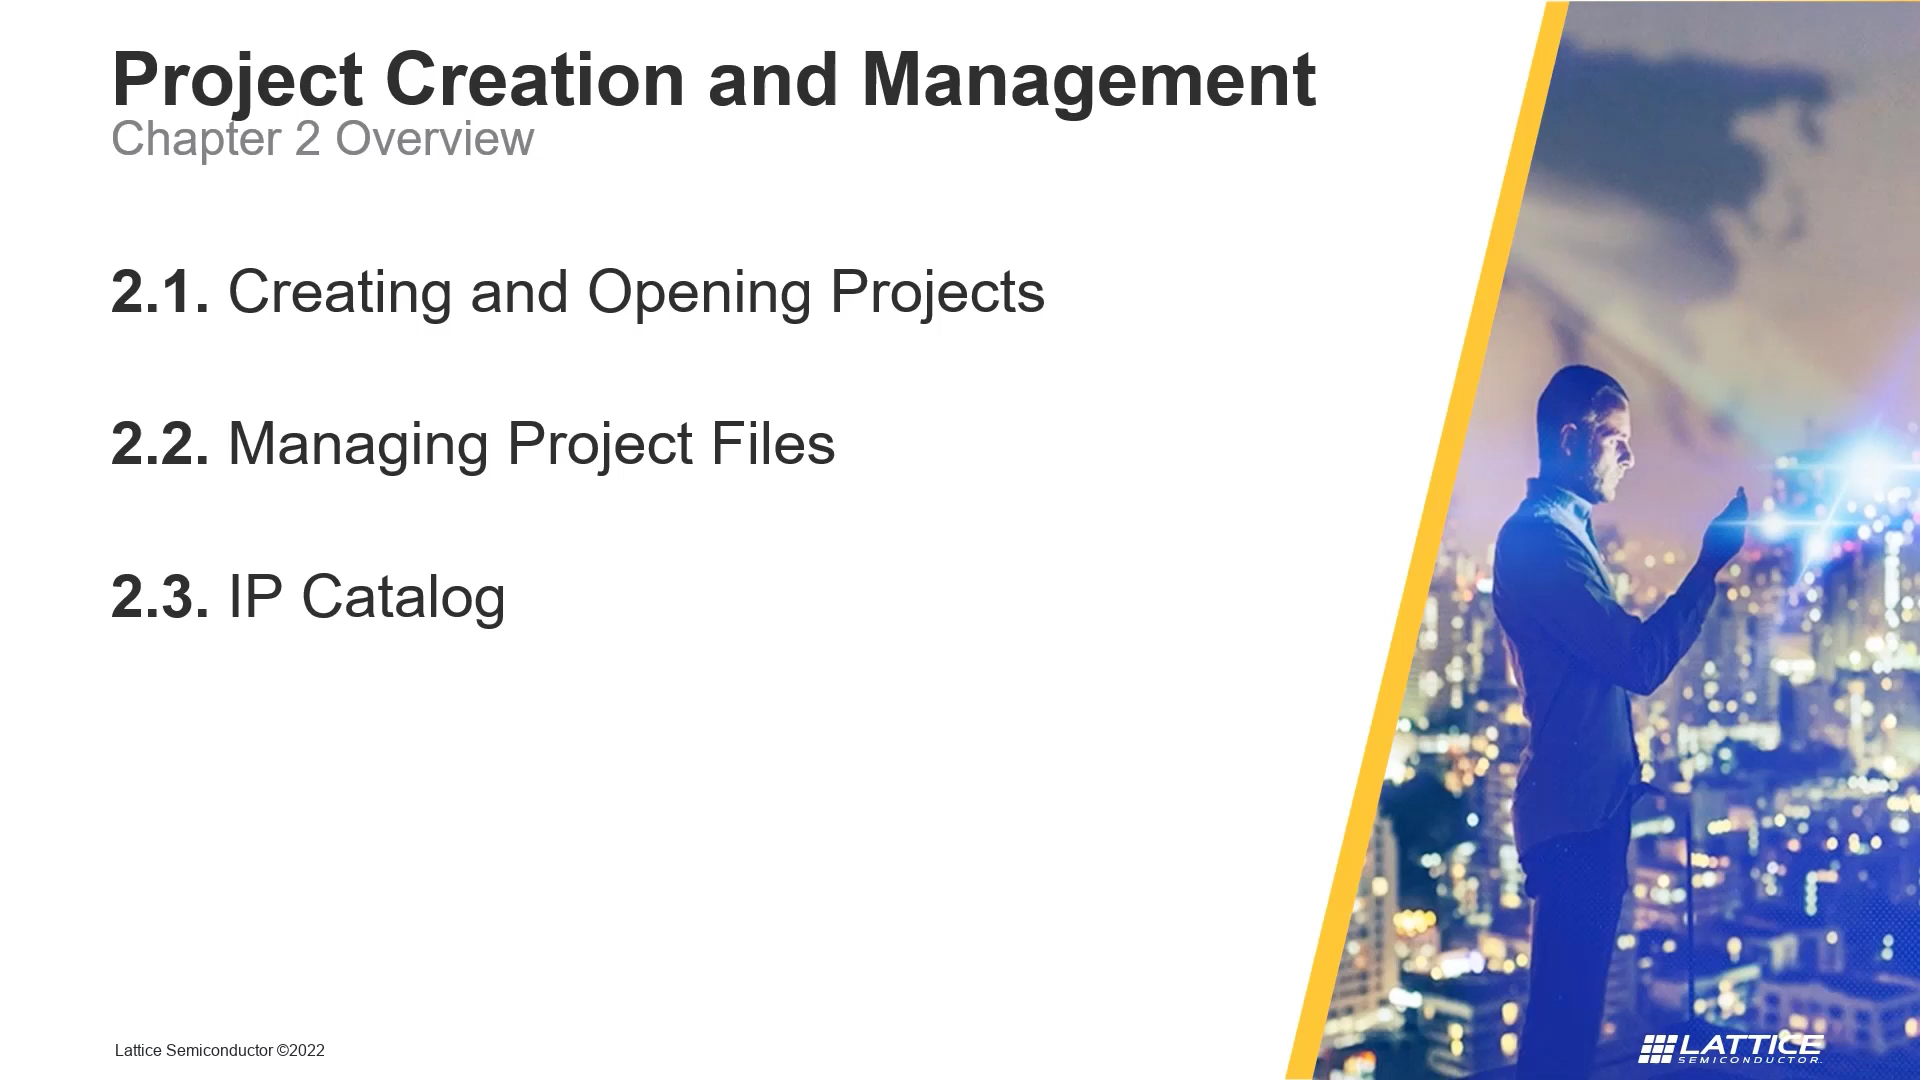 Project Creation and Management
Chapter 2 Overview
2.1. Creating and Opening Projects
2.2. Managing Project Files
2.3. IP Catalog
Lattice Semiconductor ©2022
LATTICE
SEMICONDUCTOR